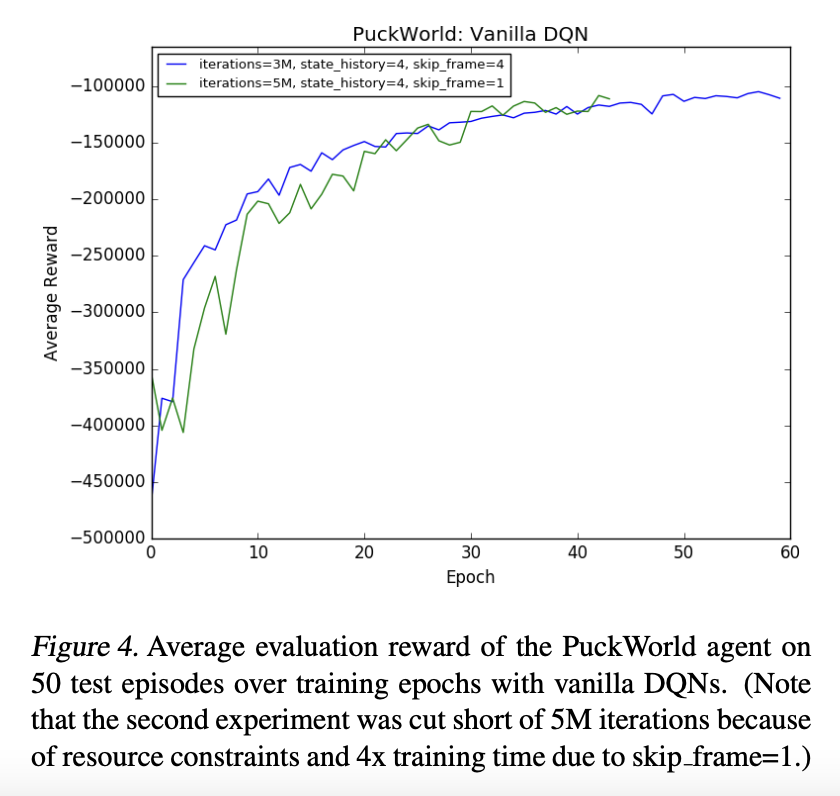 PuckWorld: Vanilla DQN
iterations=3M, state_history=4, skip_frame=4
iterations=5M, state_history=4, skip_frame=1
−100000
−150000
−200000
−250000
−300000
−350000
−400000
−450000
−500000
Average Reward
0 10 20 30 40 50 60
Epoch
Figure 4. Average evaluation reward of the PuckWorld agent on
50 test episodes over training epochs with vanilla DQNs. (Note
that the second experiment was cut short of 5M iterations because
of resource constraints and 4x training time due to skip_frame=1.)